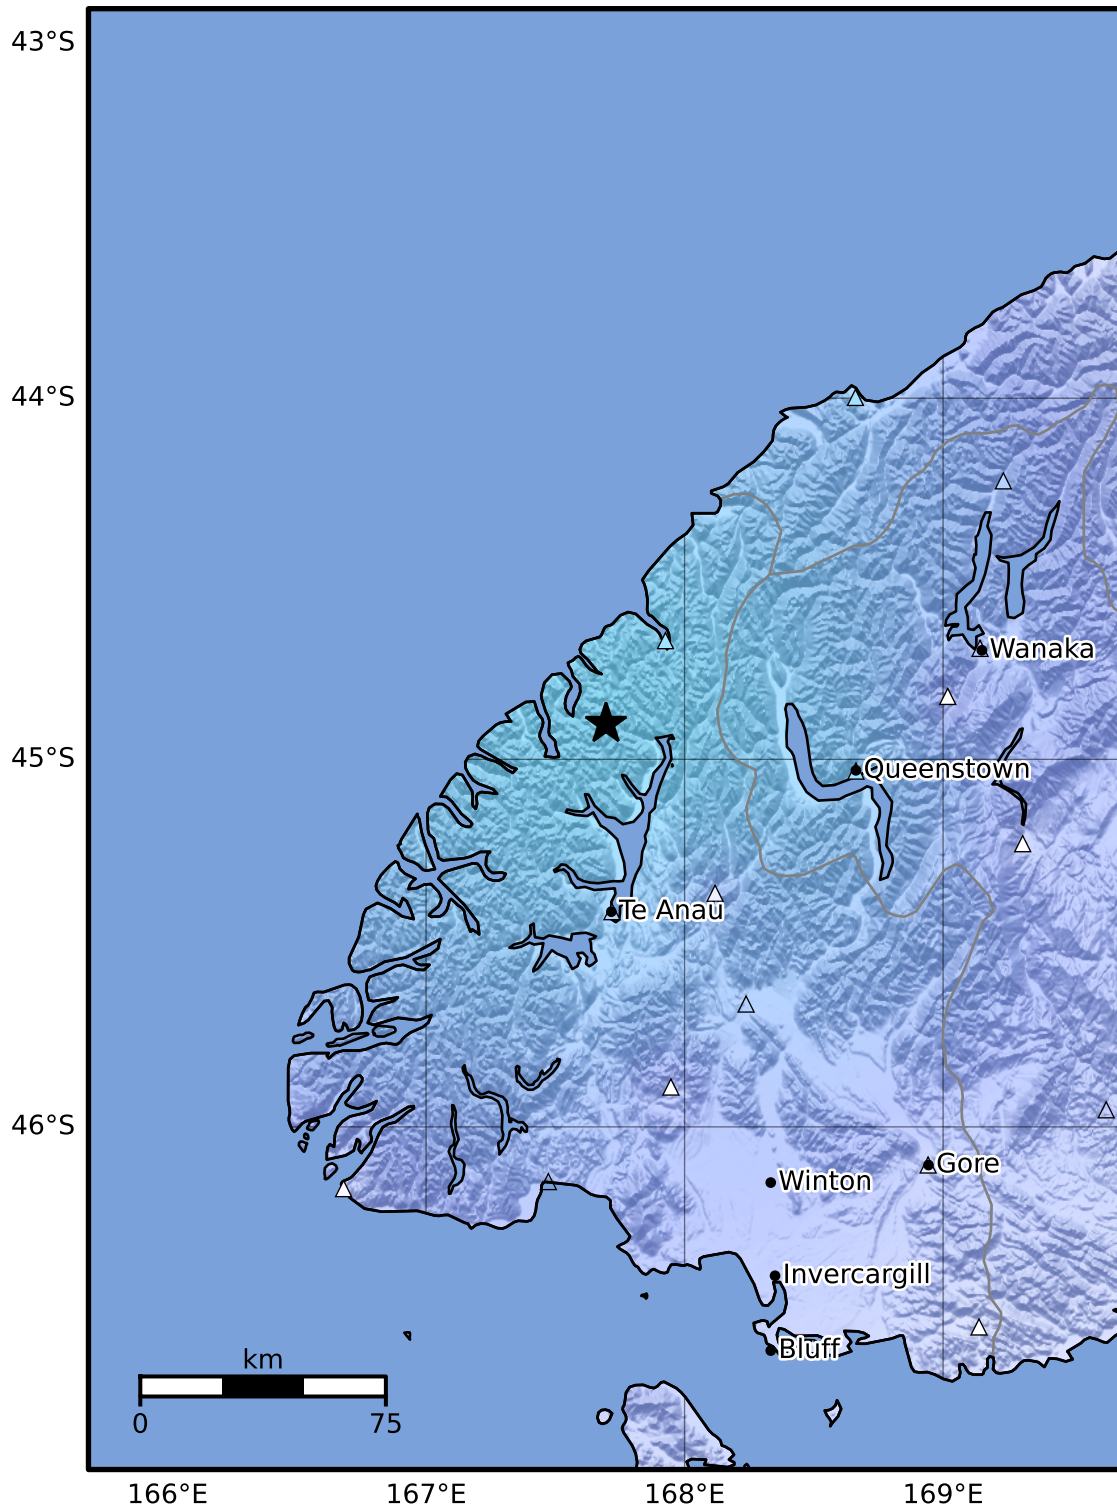 43°S
44°S
Wanaka
45°S
Queenstown
Te Anau
46°S
Gore
Winton
Invercargill
Bluff
km
0 75
166°E 167°E 168°E 169°E